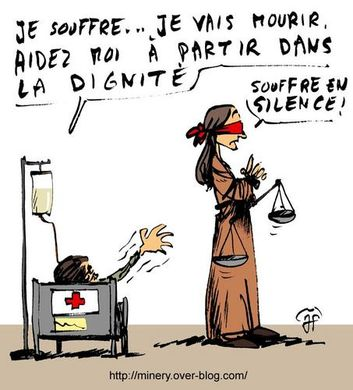 JE SOUFFRE... JE VAIS MOURIR.
AIDEZ MOI À PARTIR DANS
LA DIGNITÉ
SOUFFRE EN
SILENCE!
http://minery.over-blog.com/